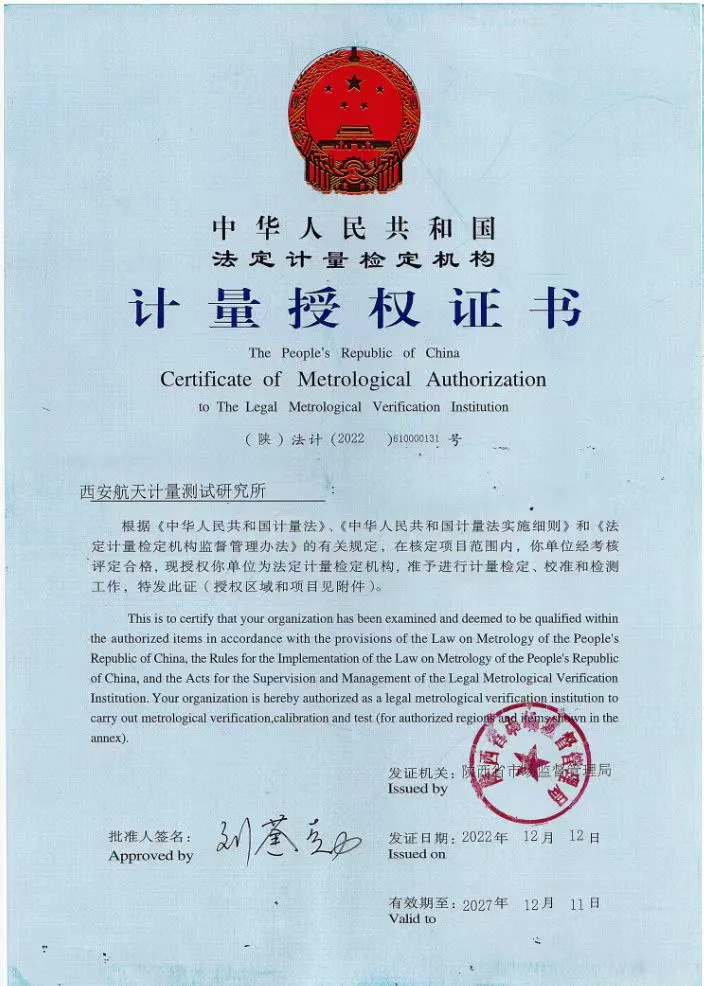 中华人民共和国
法定计量检定机构
计量授权证书
The People's Republic of China
Certificate of Metrological Authorization
to The Legal Metrological Verification Institution
（陕）法计（2022 ）610000131 号
西安航天计量测试研究所：
根据《中华人民共和国计量法》、《中华人民共和国计量法实施细则》和《法
定计量检定机构监督管理办法》的有关规定，在核定项目范围内，你单位经考核
评定合格，现授权你单位为法定计量检定机构，准予进行计量检定、校准和检测
工作，特发此证（授权区域和项目见附件）。
This is to certify that your organization has been examined and deemed to be qualified within
the authorized items in accordance with the provisions of the Law on Metrology of the People's
Republic of China, the Rules for the Implementation of the Law on Metrology of the People's Republic
of China, and the Acts for the Supervision and Management of the Legal Metrological Verification
Institution. Your organization is hereby authorized as a legal metrological verification institution to
carry out metrological verification,calibration and test (for authorized regions and items shown in the
annex).
发证机关：陕西省市场监督管理局
Issued by
陕西省市场监督管理局
批准人签名：
Approved by
发证日期：2022年 12月 12日
Issued on
有效期至：2027年 12月 11日
Valid to